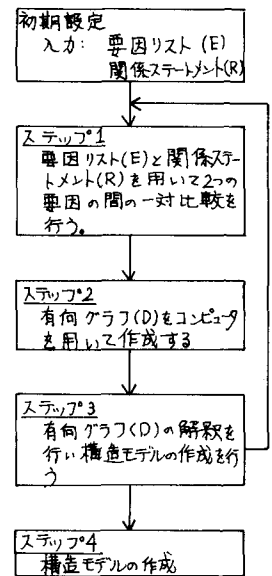 初期設定
入力: 要因リスト(E)
関係ステートメント(R)
ステップ1
要因リスト(E)と関係ステー
トメント(R)を用いて2つの
要因の間の一対比較を
行う。
ステップ2
有向グラフ(D)をコンピュータ
を用いて作成する
ステップ3
有向グラフ(D)の解釈を
行い構造モデルの作成を行
う
ステップ4
構造モデルの作成